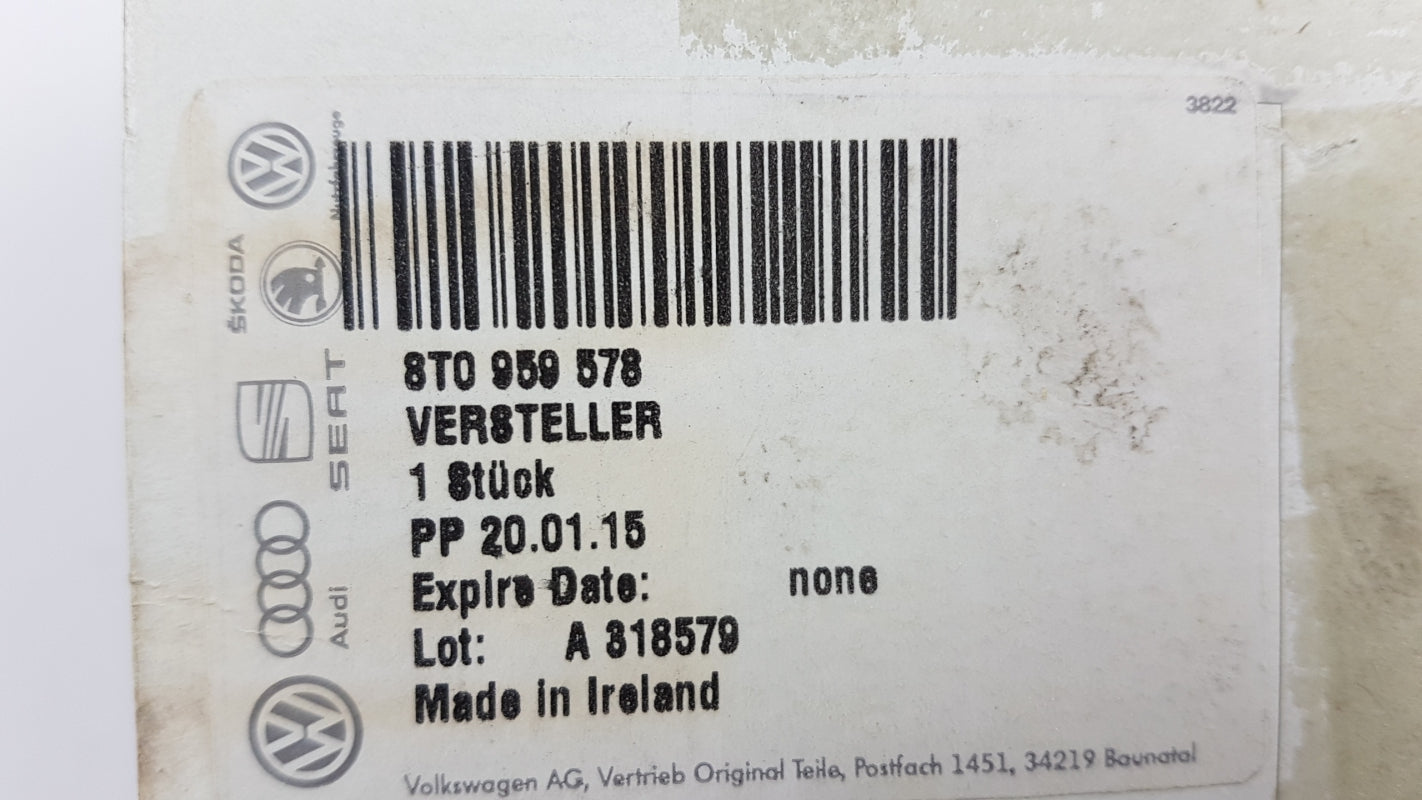 3822
Nutzfahrzeuge
ŠKODA
SEAT
Audi
8T0 959 578
VERSTELLER
1 Stück
PP 20.01.15
Expire Date: none
Lot: A 318579
Made in Ireland
Volkswagen AG, Vertrieb Original Teile, Postfach 1451, 34219 Baunatal